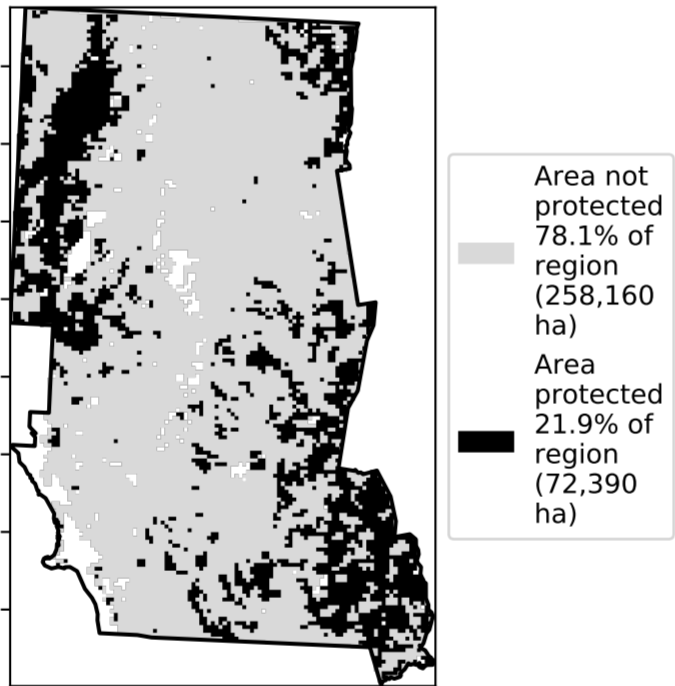 Area not
protected
78.1% of
region
(258,160
ha)
Area
protected
21.9% of
region
(72,390
ha)